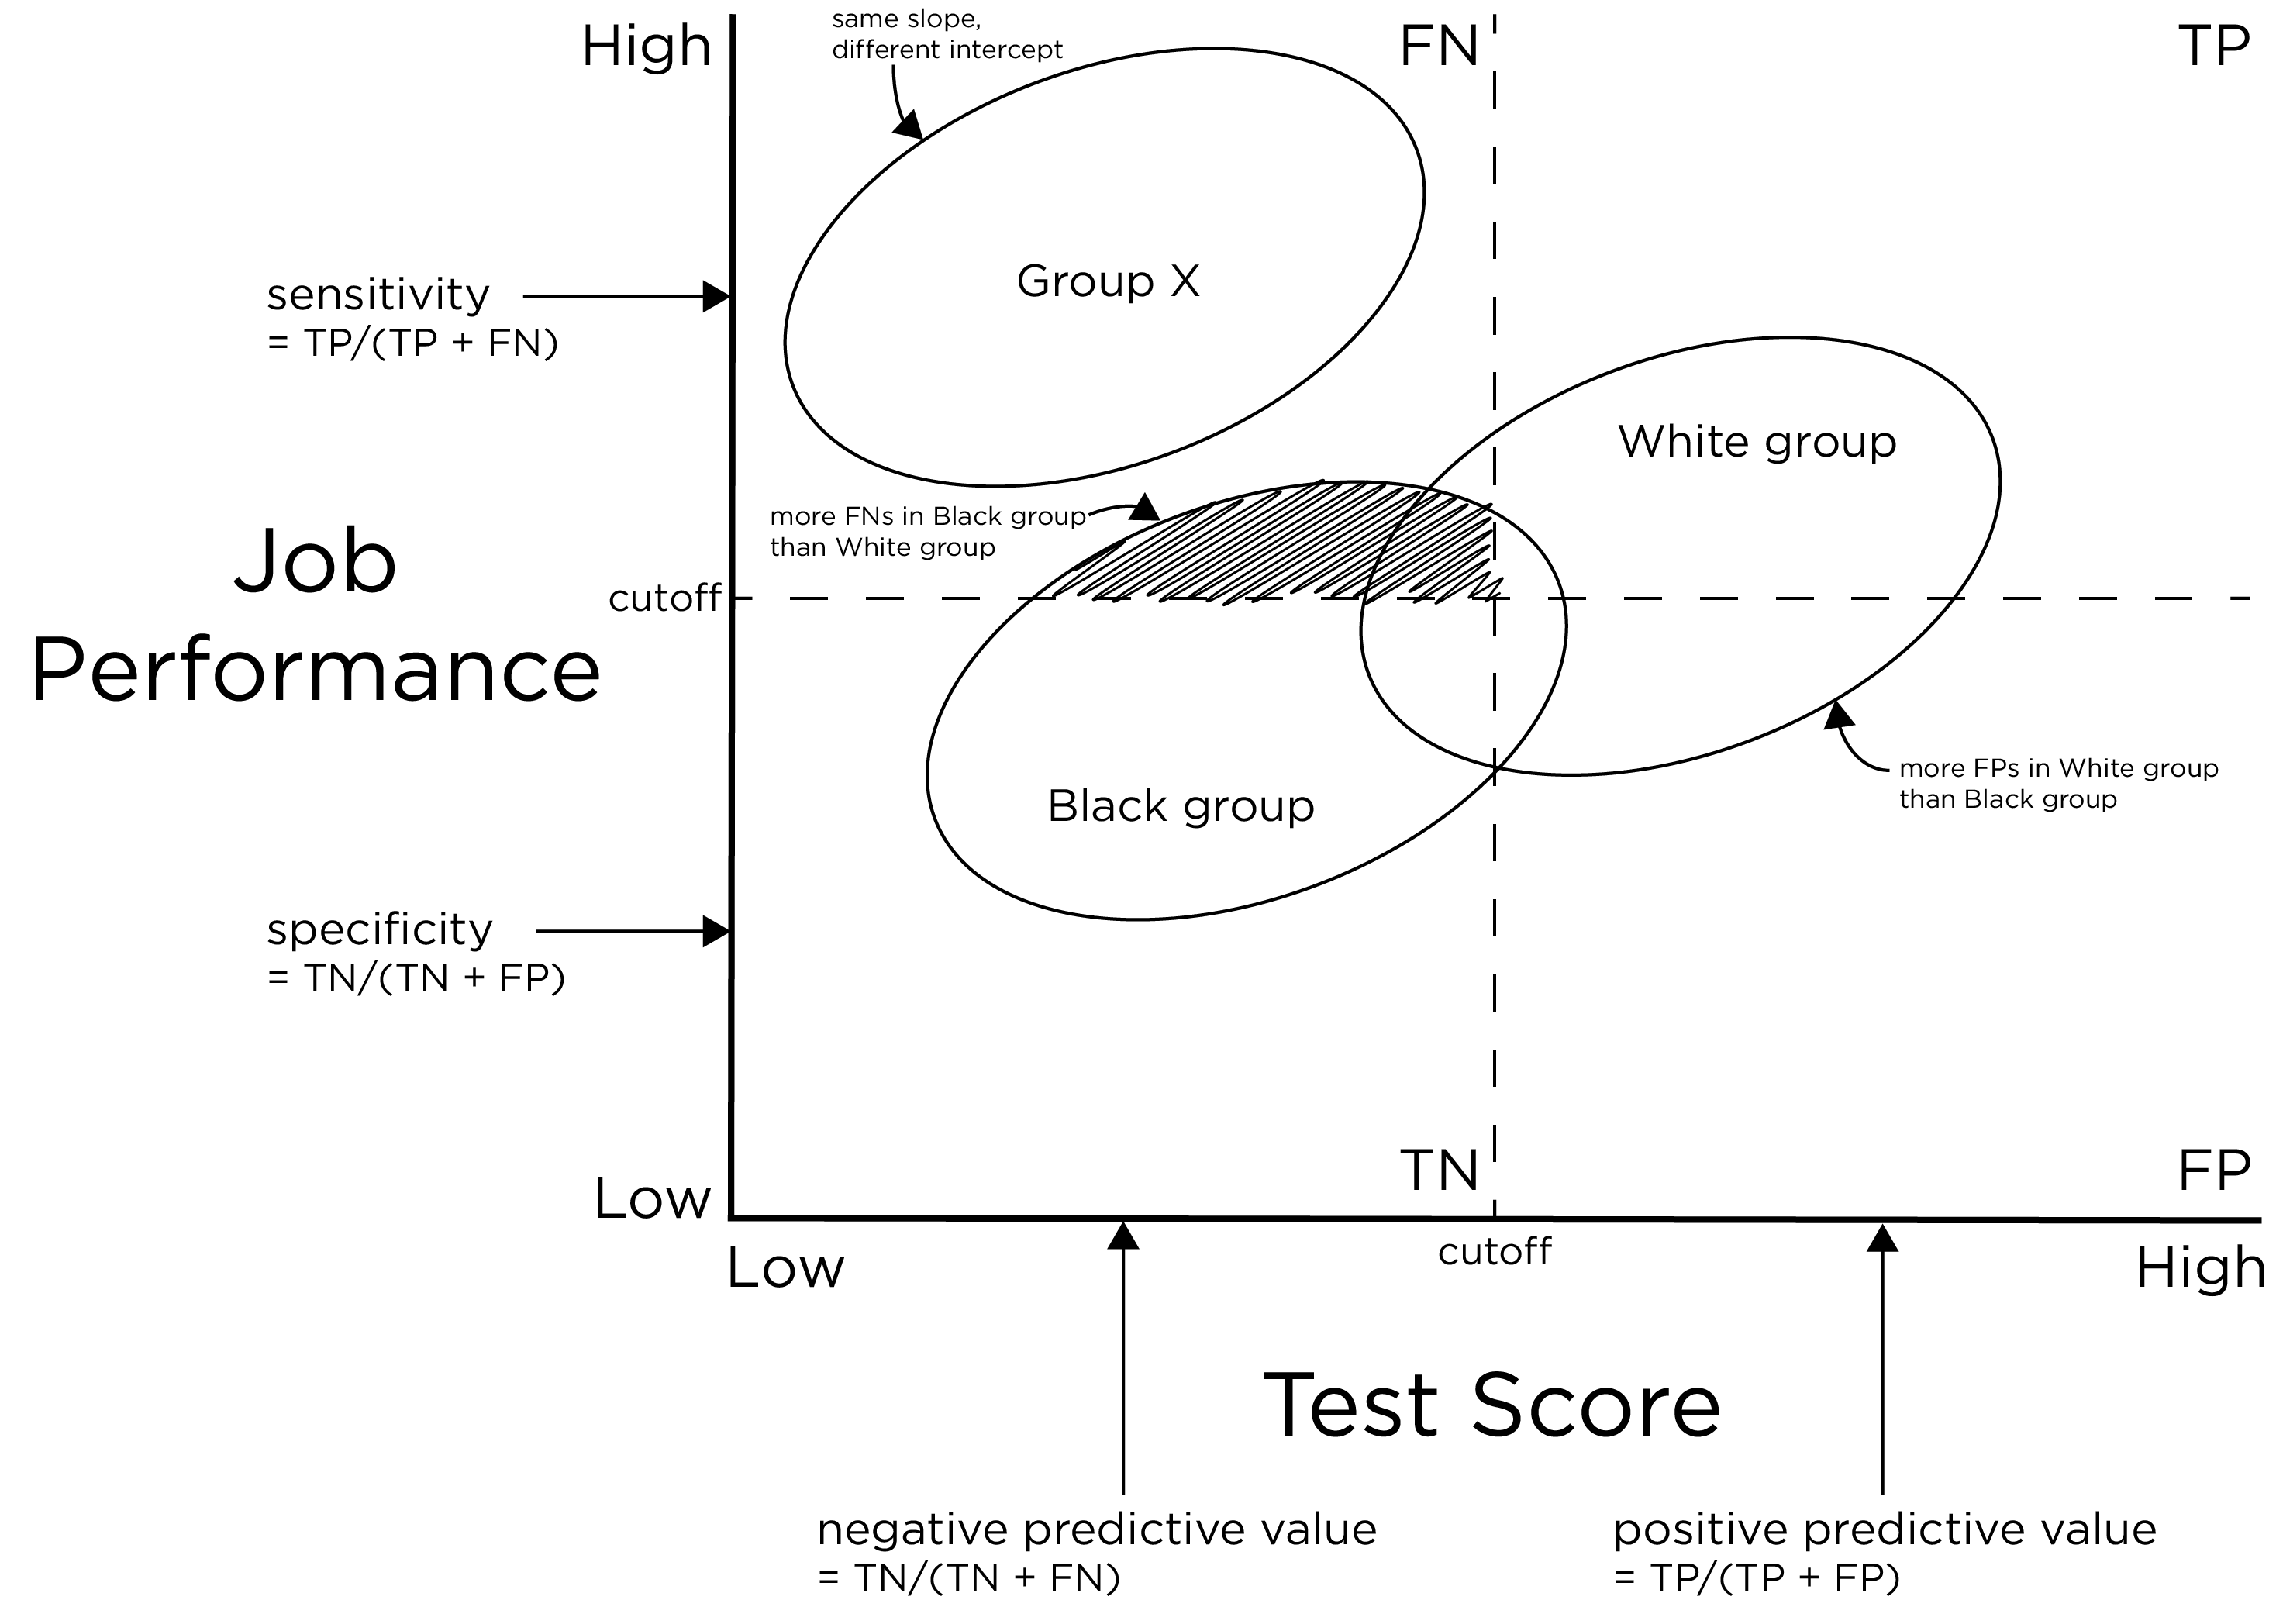 same slope,
different intercept
High
FN
TP
Group X
sensitivity
= TP/(TP + FN)
White group
more FNs in Black group
than White group
Job
Performance
cutoff
more FPs in White group
than Black group
Black group
specificity
= TN/(TN + FP)
TN
FP
Low
Low
cutoff
High
Test Score
negative predictive value
= TN/(TN + FN)
positive predictive value
= TP/(TP + FP)